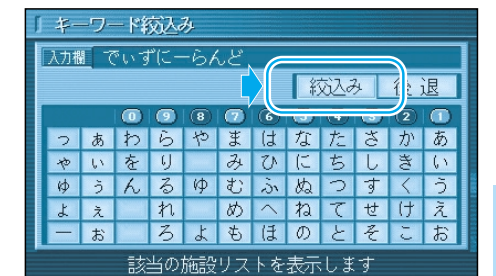 キーワード絞込み
入力欄 でぃずにーらんど
絞込み 後退
0 9 8 7 6 5 4 3 2 1
っ ぁ わ ら や ま は な た さ か あ
ゃ ぃ を り み ひ に ち し き い
ゅ ぅ ん る ゆ む ふ ぬ つ す く う
ょ ぇ れ め へ ね て せ け え
ー ぉ ろ よ も ほ の と そ こ お
該当の施設リストを表示します